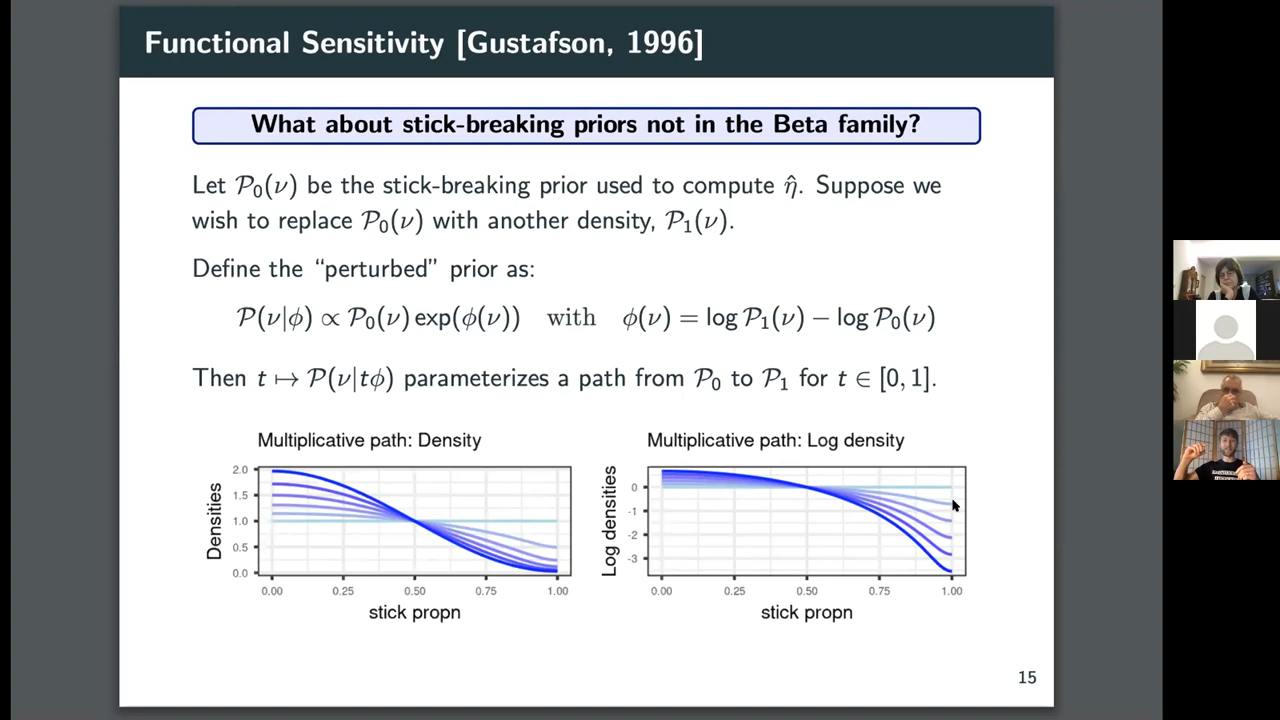 Functional Sensitivity [Gustafson, 1996]
What about stick-breaking priors not in the Beta family?
Let 𝒫₀(ν) be the stick-breaking prior used to compute η̂. Suppose we
wish to replace 𝒫₀(ν) with another density, 𝒫₁(ν).
Define the “perturbed” prior as:
𝒫(ν|ϕ) ∝ 𝒫₀(ν) exp(ϕ(ν)) with ϕ(ν) = log 𝒫₁(ν) − log 𝒫₀(ν)
Then t ↦ 𝒫(ν|tϕ) parameterizes a path from 𝒫₀ to 𝒫₁ for t ∈ [0, 1].
Multiplicative path: Density
Densities
2.0
1.5
1.0
0.5
0.0
0.00 0.25 0.50 0.75 1.00
stick propn
Multiplicative path: Log density
Log densities
0
-1
-2
-3
0.00 0.25 0.50 0.75 1.00
stick propn
15